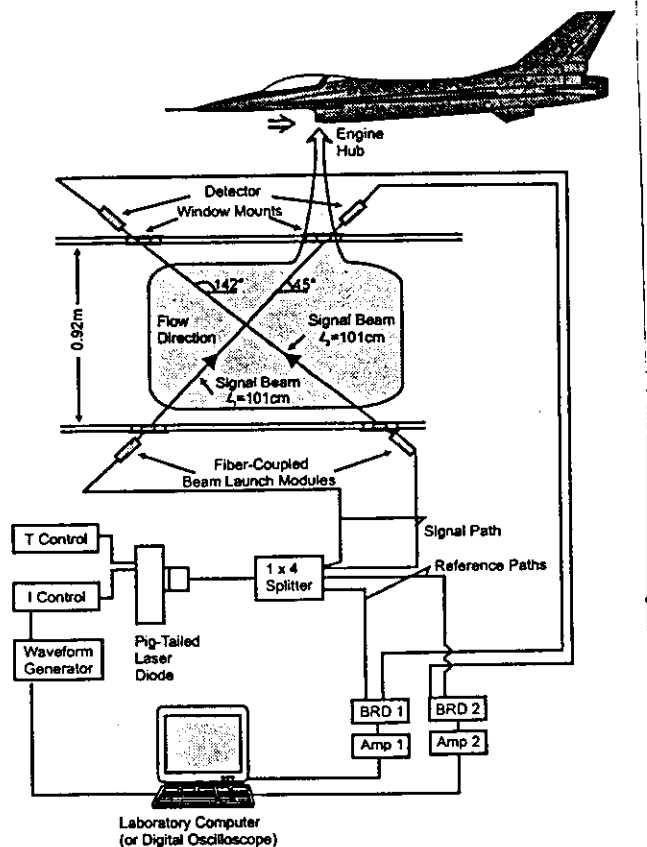 Engine
Hub
Detector
Window Mounts
142°
45°
0.92m
Flow
Direction
Signal Beam
L₂=101cm
Signal Beam
L₁=101cm
Fiber-Coupled
Beam Launch Modules
Signal Path
T Control
1 x 4
Splitter
Reference Paths
I Control
Waveform
Generator
Pig-Tailed
Laser
Diode
BRD 1
BRD 2
Amp 1
Amp 2
Laboratory Computer
(or Digital Oscilloscope)